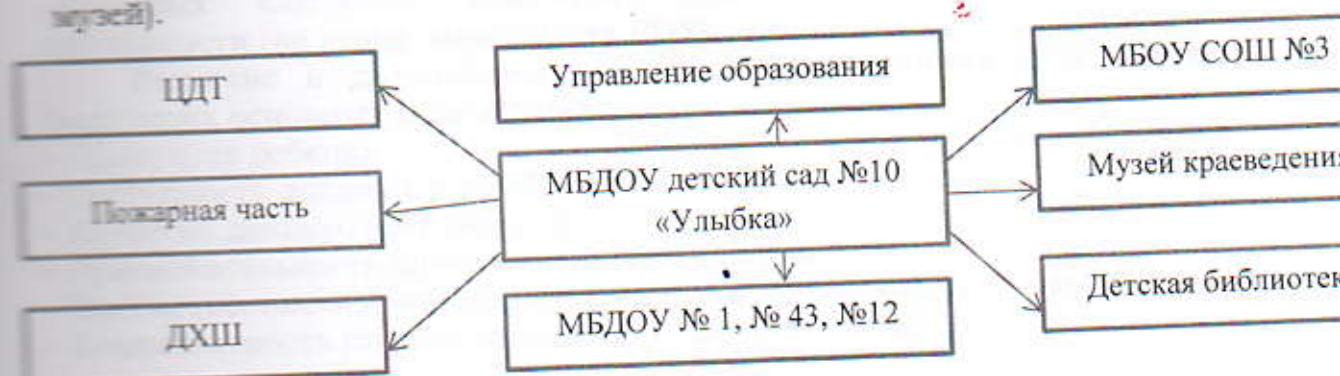 музей).
ЦДТ
Управление образования
МБОУ СОШ №3
Пожарная часть
МБДОУ детский сад №10
«Улыбка»
Музей краеведения
ДХШ
МБДОУ № 1, № 43, №12
Детская библиотек